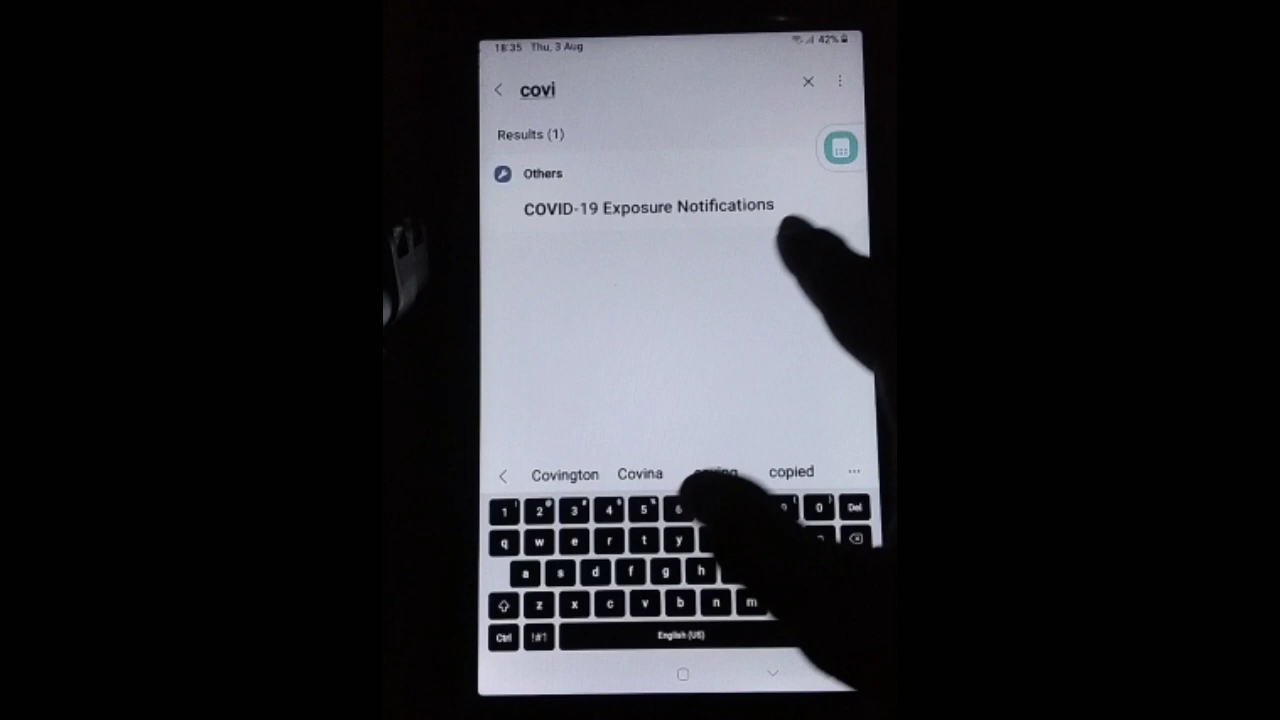 18:35 Thu, 3 Aug 42%
covi
Results (1)
Others
COVID-19 Exposure Notifications
Covington Covina copied ...
1 2 3 4 5 6 0 Del
q w e r t y
a s d f g h
z x c v b n m
Ctrl !#1 English (US)